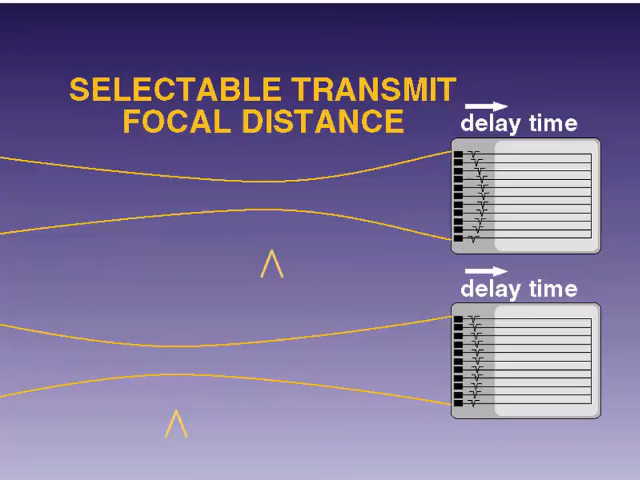 SELECTABLE TRANSMIT
FOCAL DISTANCE
delay time
delay time